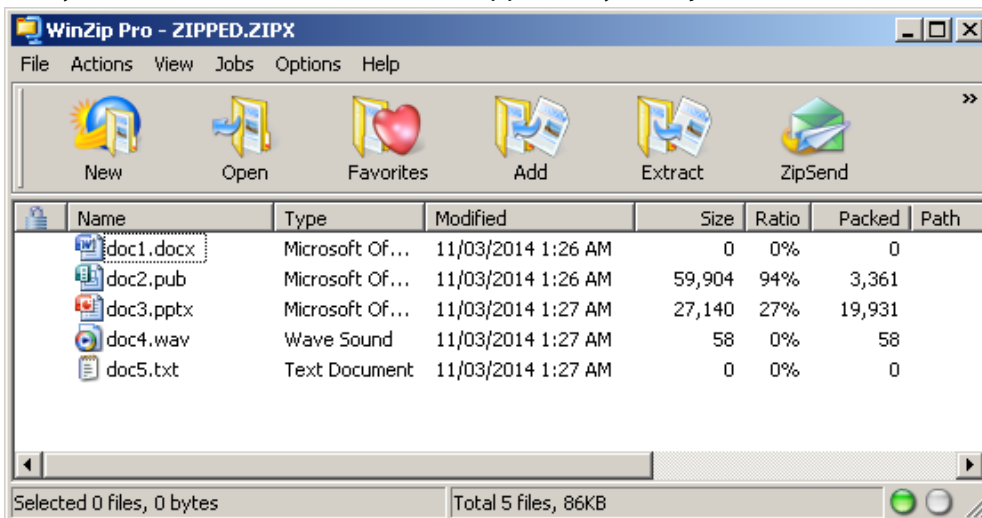 WinZip Pro - ZIPPED.ZIPX
File Actions View Jobs Options Help
New Open Favorites Add Extract ZipSend
Name Type Modified Size Ratio Packed Path
doc1.docx Microsoft Of... 11/03/2014 1:26 AM 0 0% 0
doc2.pub Microsoft Of... 11/03/2014 1:26 AM 59,904 94% 3,361
doc3.pptx Microsoft Of... 11/03/2014 1:27 AM 27,140 27% 19,931
doc4.wav Wave Sound 11/03/2014 1:27 AM 58 0% 58
doc5.txt Text Document 11/03/2014 1:27 AM 0 0% 0
Selected 0 files, 0 bytes Total 5 files, 86KB